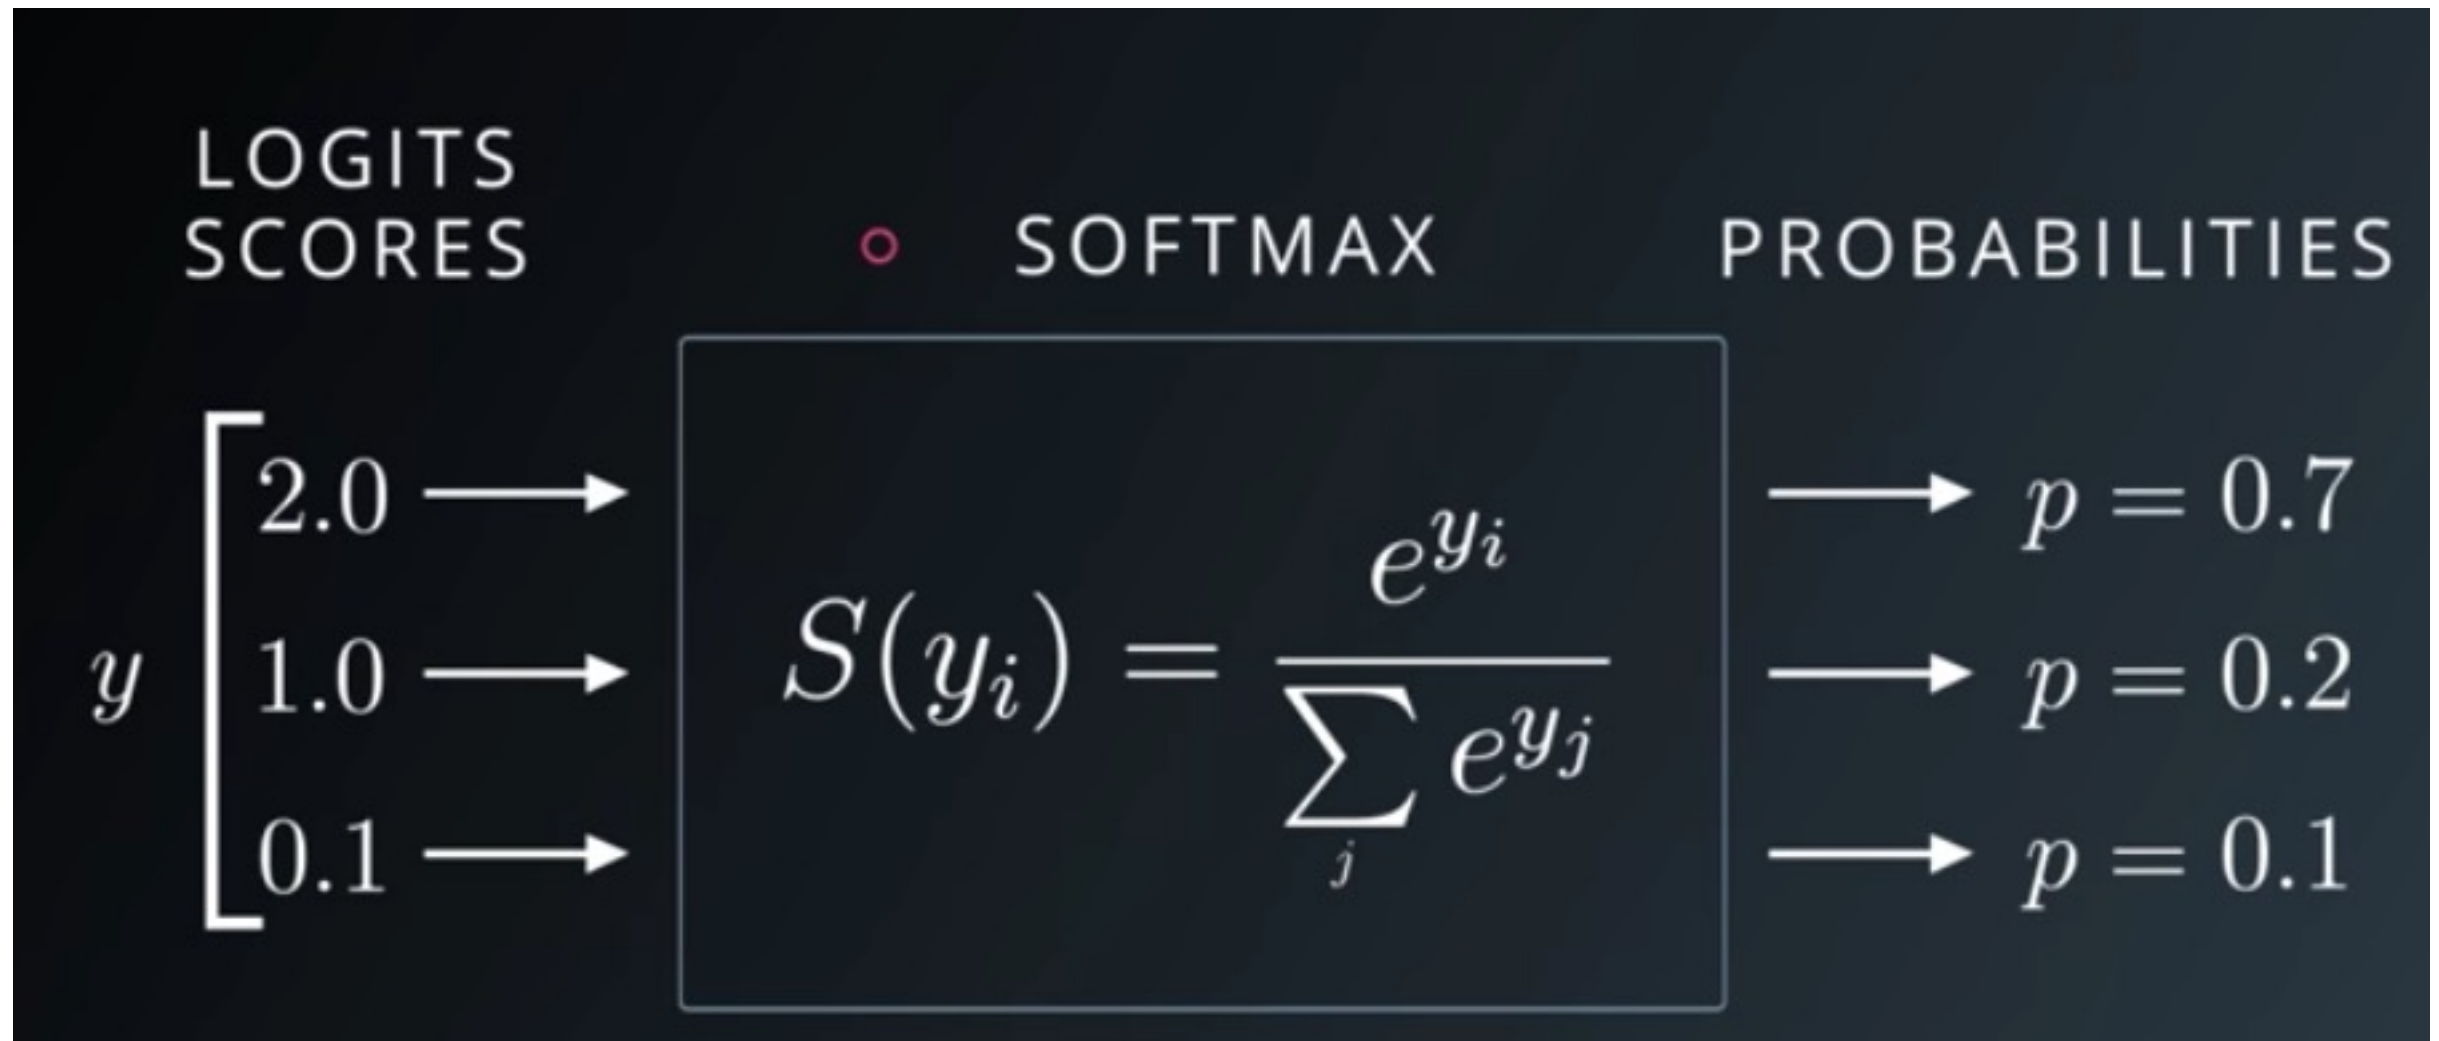 LOGITS
SCORES
SOFTMAX
PROBABILITIES
y
2.0
1.0
0.1
S(y_i) = e^{y_i} / ∑_j e^{y_j}
p = 0.7
p = 0.2
p = 0.1